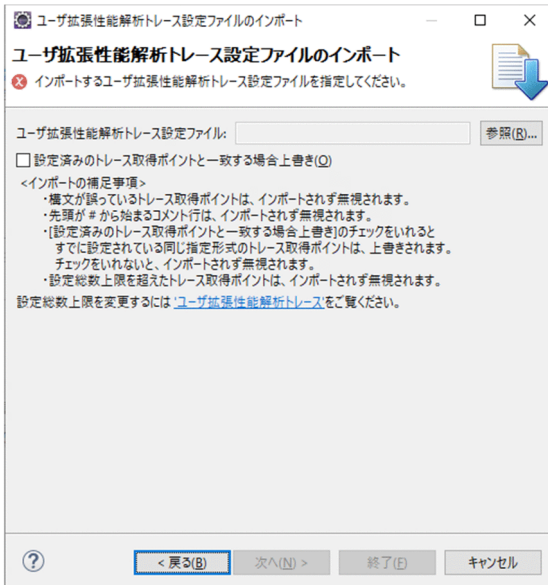 ユーザ拡張性能解析トレース設定ファイルのインポート
ユーザ拡張性能解析トレース設定ファイルのインポート
インポートするユーザ拡張性能解析トレース設定ファイルを指定してください。
ユーザ拡張性能解析トレース設定ファイル: 参照(R)...
設定済みのトレース取得ポイントと一致する場合上書き(O)
<インポートの補足事項>
・構文が誤っているトレース取得ポイントは、インポートされず無視されます。
・先頭が # から始まるコメント行は、インポートされず無視されます。
・[設定済みのトレース取得ポイントと一致する場合上書き]のチェックをいれると
すでに設定されている同じ指定形式のトレース取得ポイントは、上書きされます。
チェックをいれないと、インポートされず無視されます。
・設定総数上限を超えたトレース取得ポイントは、インポートされず無視されます。
設定総数上限を変更するには 'ユーザ拡張性能解析トレース'をご覧ください。
? < 戻る(B) 次へ(N) > 終了(F) キャンセル